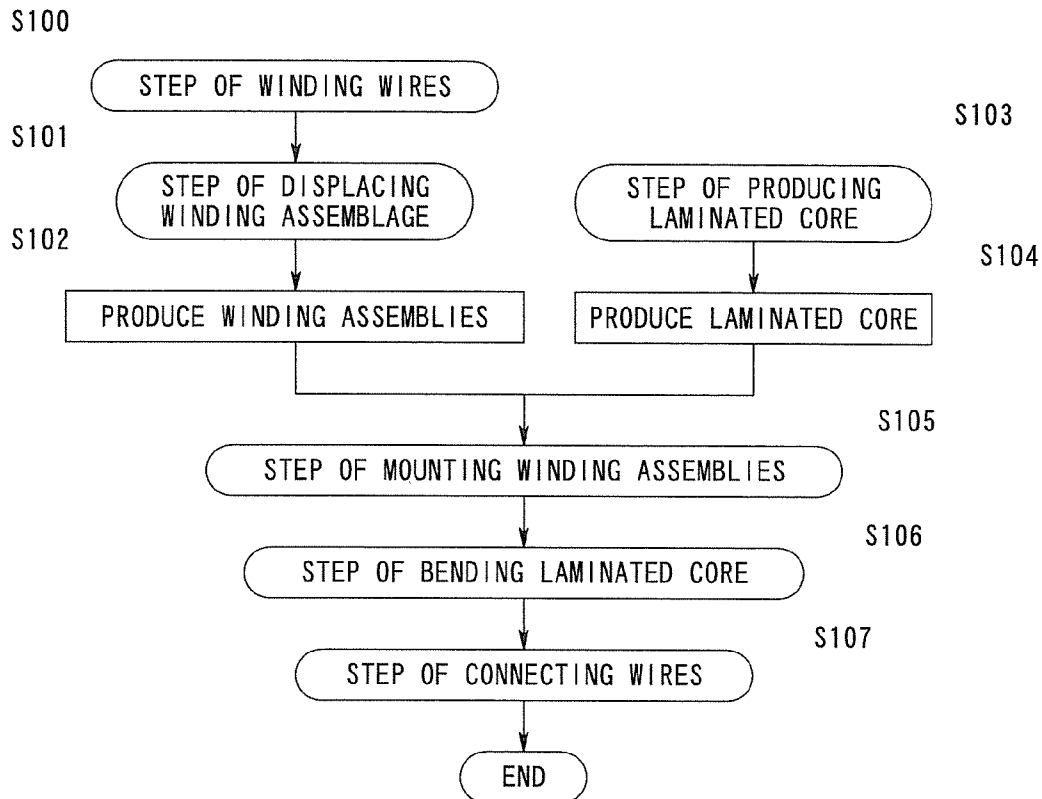 S100
STEP OF WINDING WIRES
S101
S103
STEP OF DISPLACING
WINDING ASSEMBLAGE
STEP OF PRODUCING
LAMINATED CORE
S102
S104
PRODUCE WINDING ASSEMBLIES
PRODUCE LAMINATED CORE
S105
STEP OF MOUNTING WINDING ASSEMBLIES
S106
STEP OF BENDING LAMINATED CORE
S107
STEP OF CONNECTING WIRES
END